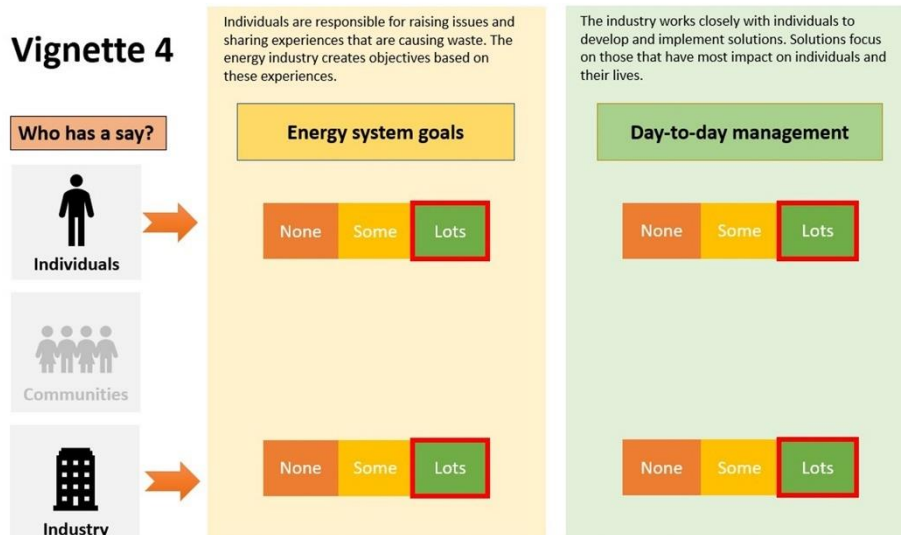 Vignette 4
Individuals are responsible for raising issues and
sharing experiences that are causing waste. The
energy industry creates objectives based on
these experiences.
The industry works closely with individuals to
develop and implement solutions. Solutions focus
on those that have most impact on individuals and
their lives.
Who has a say?
Energy system goals
Day-to-day management
Individuals
None Some Lots
None Some Lots
Communities
Industry
None Some Lots
None Some Lots